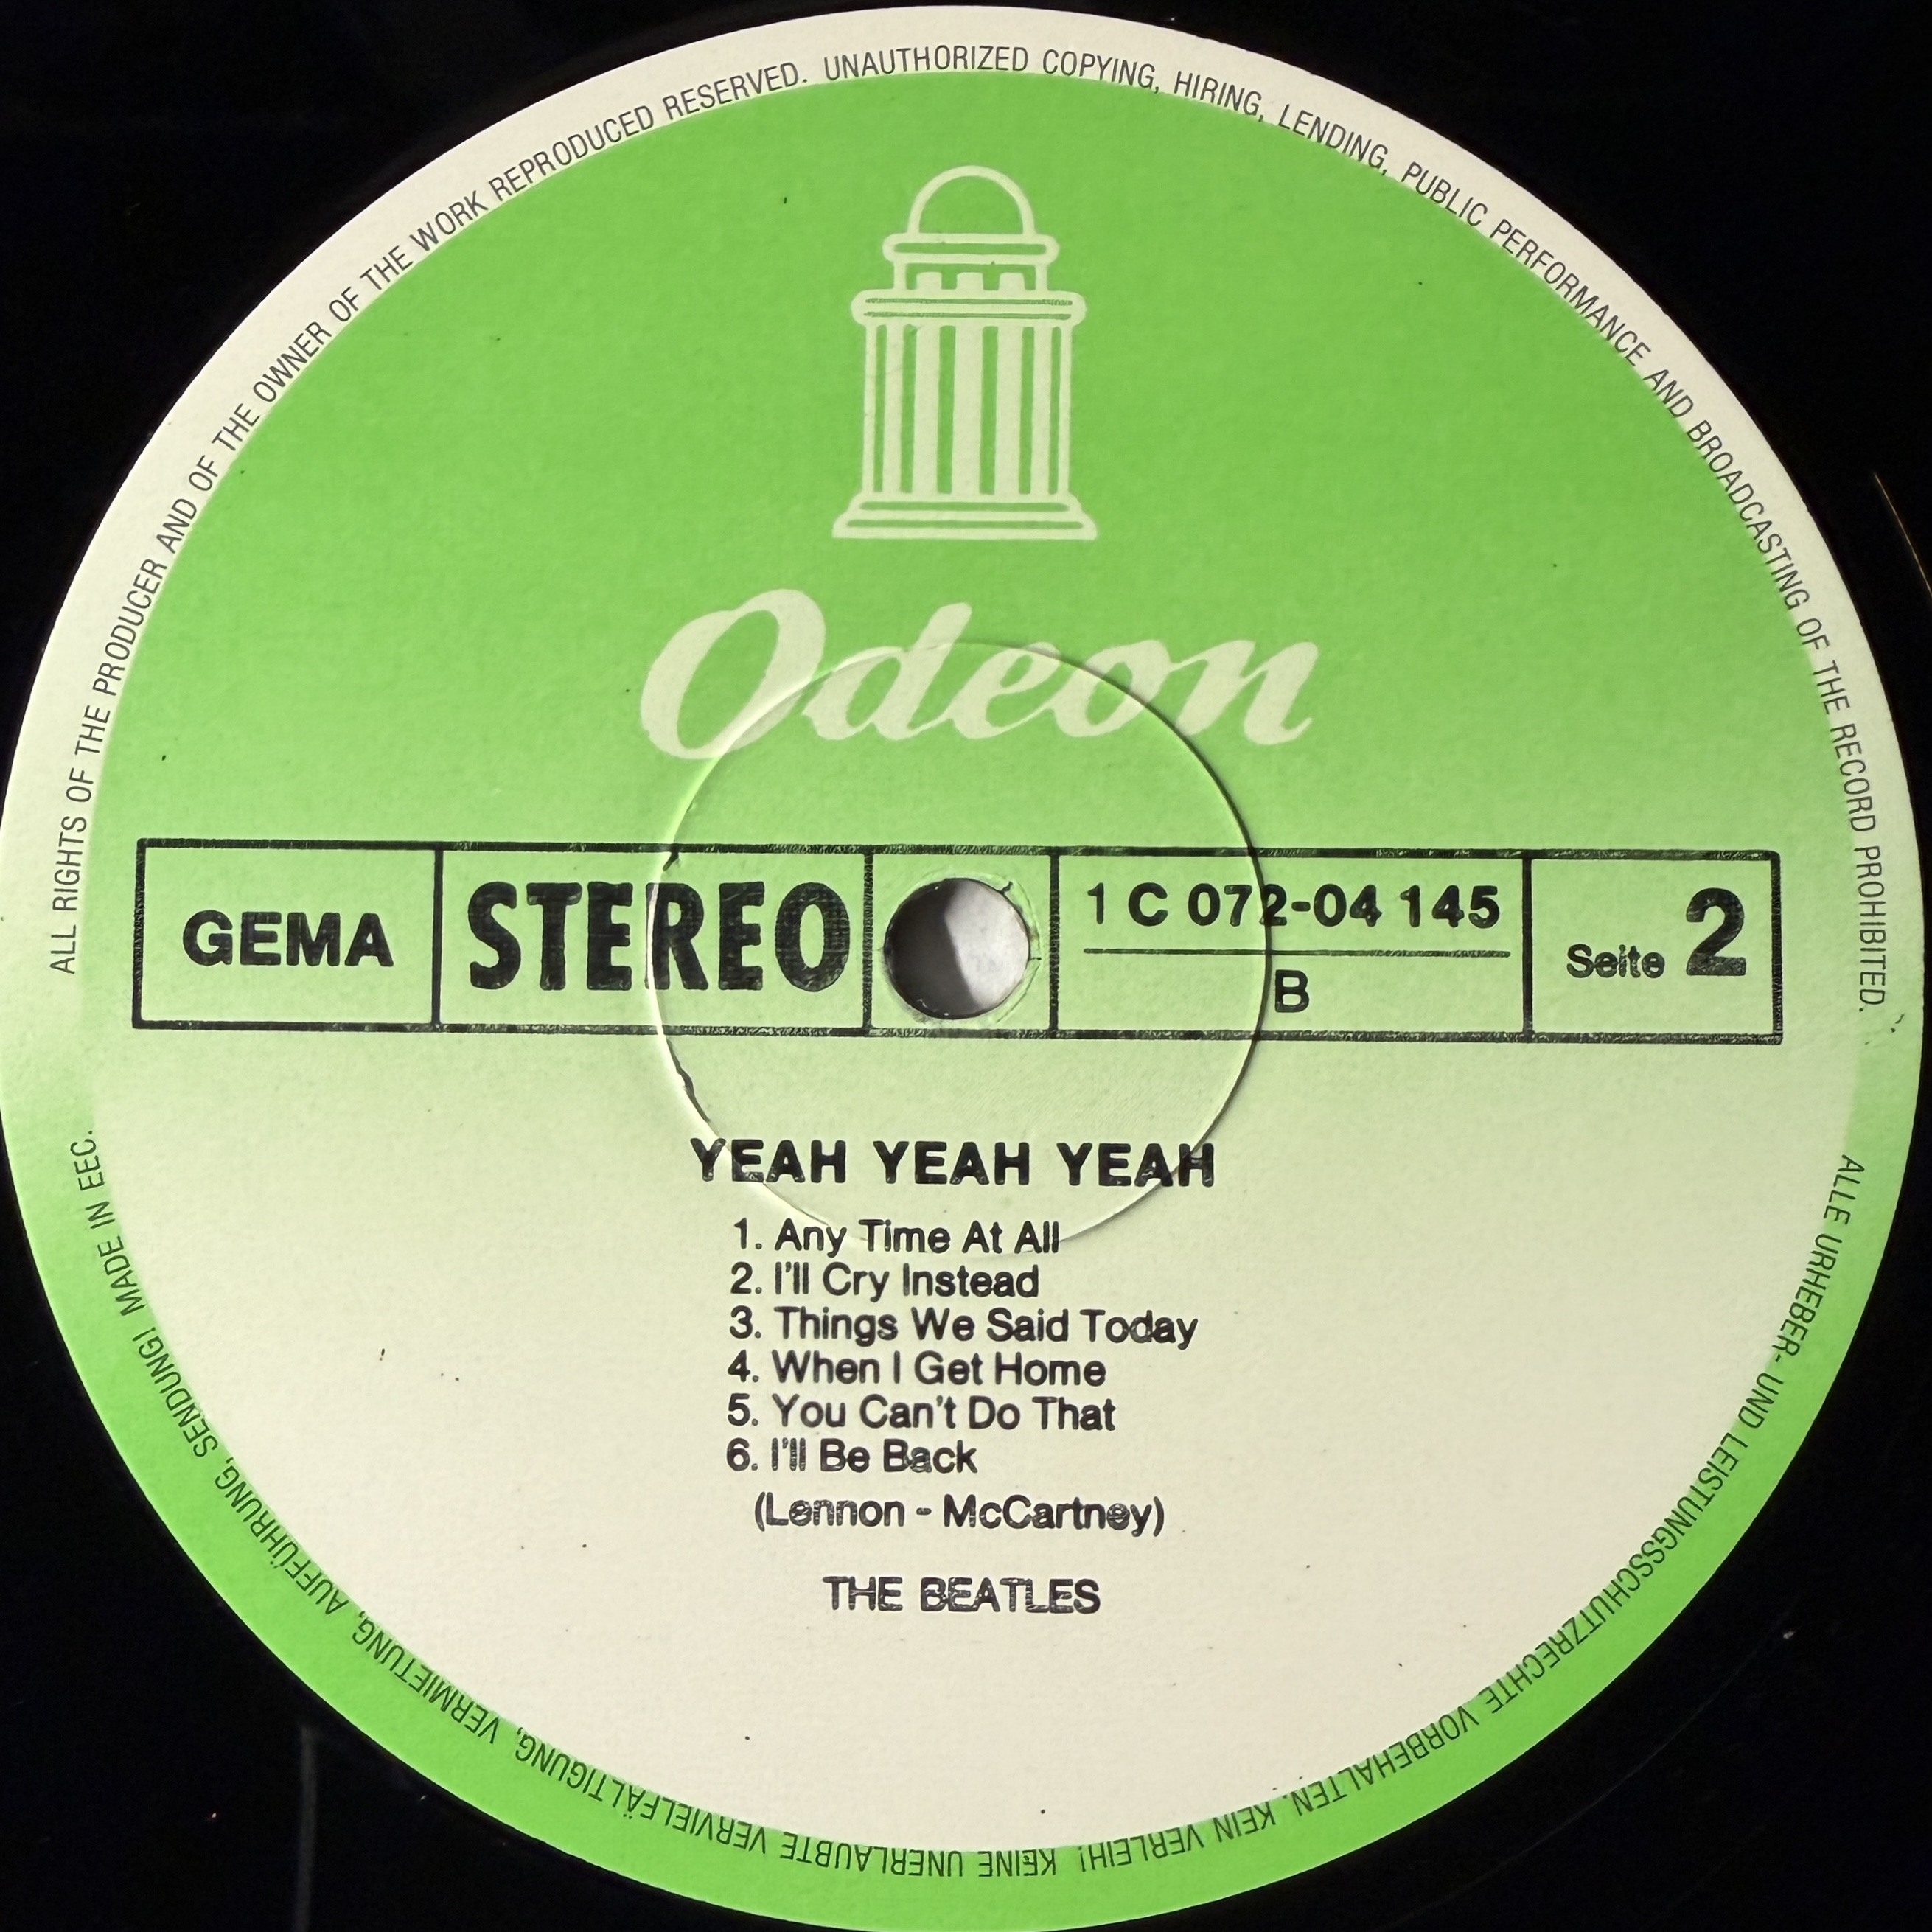 ALL RIGHTS OF THE PRODUCER AND OF THE OWNER OF THE WORK REPRODUCED RESERVED. UNAUTHORIZED COPYING, HIRING, LENDING, PUBLIC PERFORMANCE AND BROADCASTING OF THE RECORD PROHIBITED.
Odeon
GEMA
STEREO
1 C 072-04 145
B
Seite 2
YEAH YEAH YEAH
1. Any Time At All
2. I'll Cry Instead
3. Things We Said Today
4. When I Get Home
5. You Can't Do That
6. I'll Be Back
(Lennon - McCartney)
THE BEATLES
ALLE URHEBER- UND LEISTUNGSSCHUTZRECHTE VORBEHALTEN. KEIN VERLEIH! KEINE UNERLAUBTE VERVIELFÄLTIGUNG, VERMIETUNG, AUFFÜHRUNG, SENDUNG! MADE IN EEC.